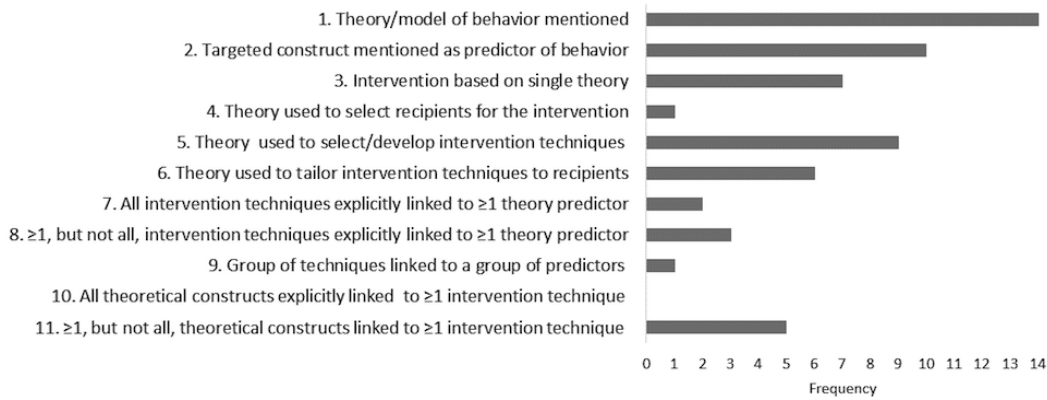 1. Theory/model of behavior mentioned
2. Targeted construct mentioned as predictor of behavior
3. Intervention based on single theory
4. Theory used to select recipients for the intervention
5. Theory used to select/develop intervention techniques
6. Theory used to tailor intervention techniques to recipients
7. All intervention techniques explicitly linked to ≥1 theory predictor
8. ≥1, but not all, intervention techniques explicitly linked to ≥1 theory predictor
9. Group of techniques linked to a group of predictors
10. All theoretical constructs explicitly linked to ≥1 intervention technique
11. ≥1, but not all, theoretical constructs linked to ≥1 intervention technique
0 1 2 3 4 5 6 7 8 9 10 11 12 13 14
Frequency